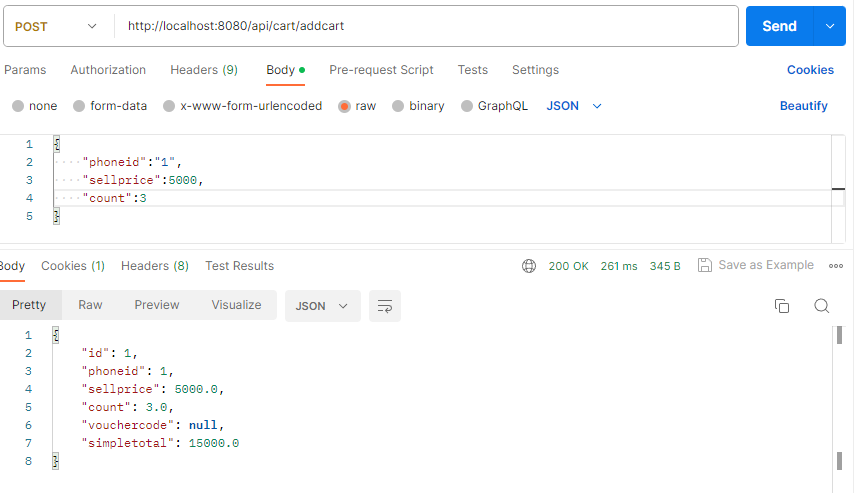 POST http://localhost:8080/api/cart/addcart Send
Params Authorization Headers (9) Body Pre-request Script Tests Settings Cookies
none form-data x-www-form-urlencoded raw binary GraphQL JSON Beautify
1 {
2 "phoneid":"1",
3 "sellprice":5000,
4 "count":3
5 }
Body Cookies (1) Headers (8) Test Results 200 OK 261 ms 345 B Save as Example
Pretty Raw Preview Visualize JSON
1 {
2 "id": 1,
3 "phoneid": 1,
4 "sellprice": 5000.0,
5 "count": 3.0,
6 "vouchercode": null,
7 "simpletotal": 15000.0
8 }